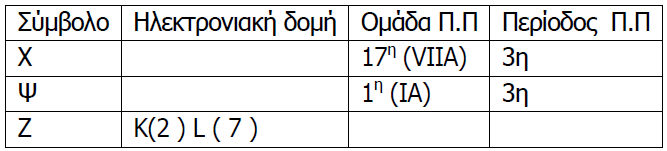 Σύμβολο Ηλεκτρονιακή δομή Ομάδα Π.Π Περίοδος Π.Π
Χ 17η (VIIA) 3η
Ψ 1η (IA) 3η
Ζ K(2 ) L ( 7 )